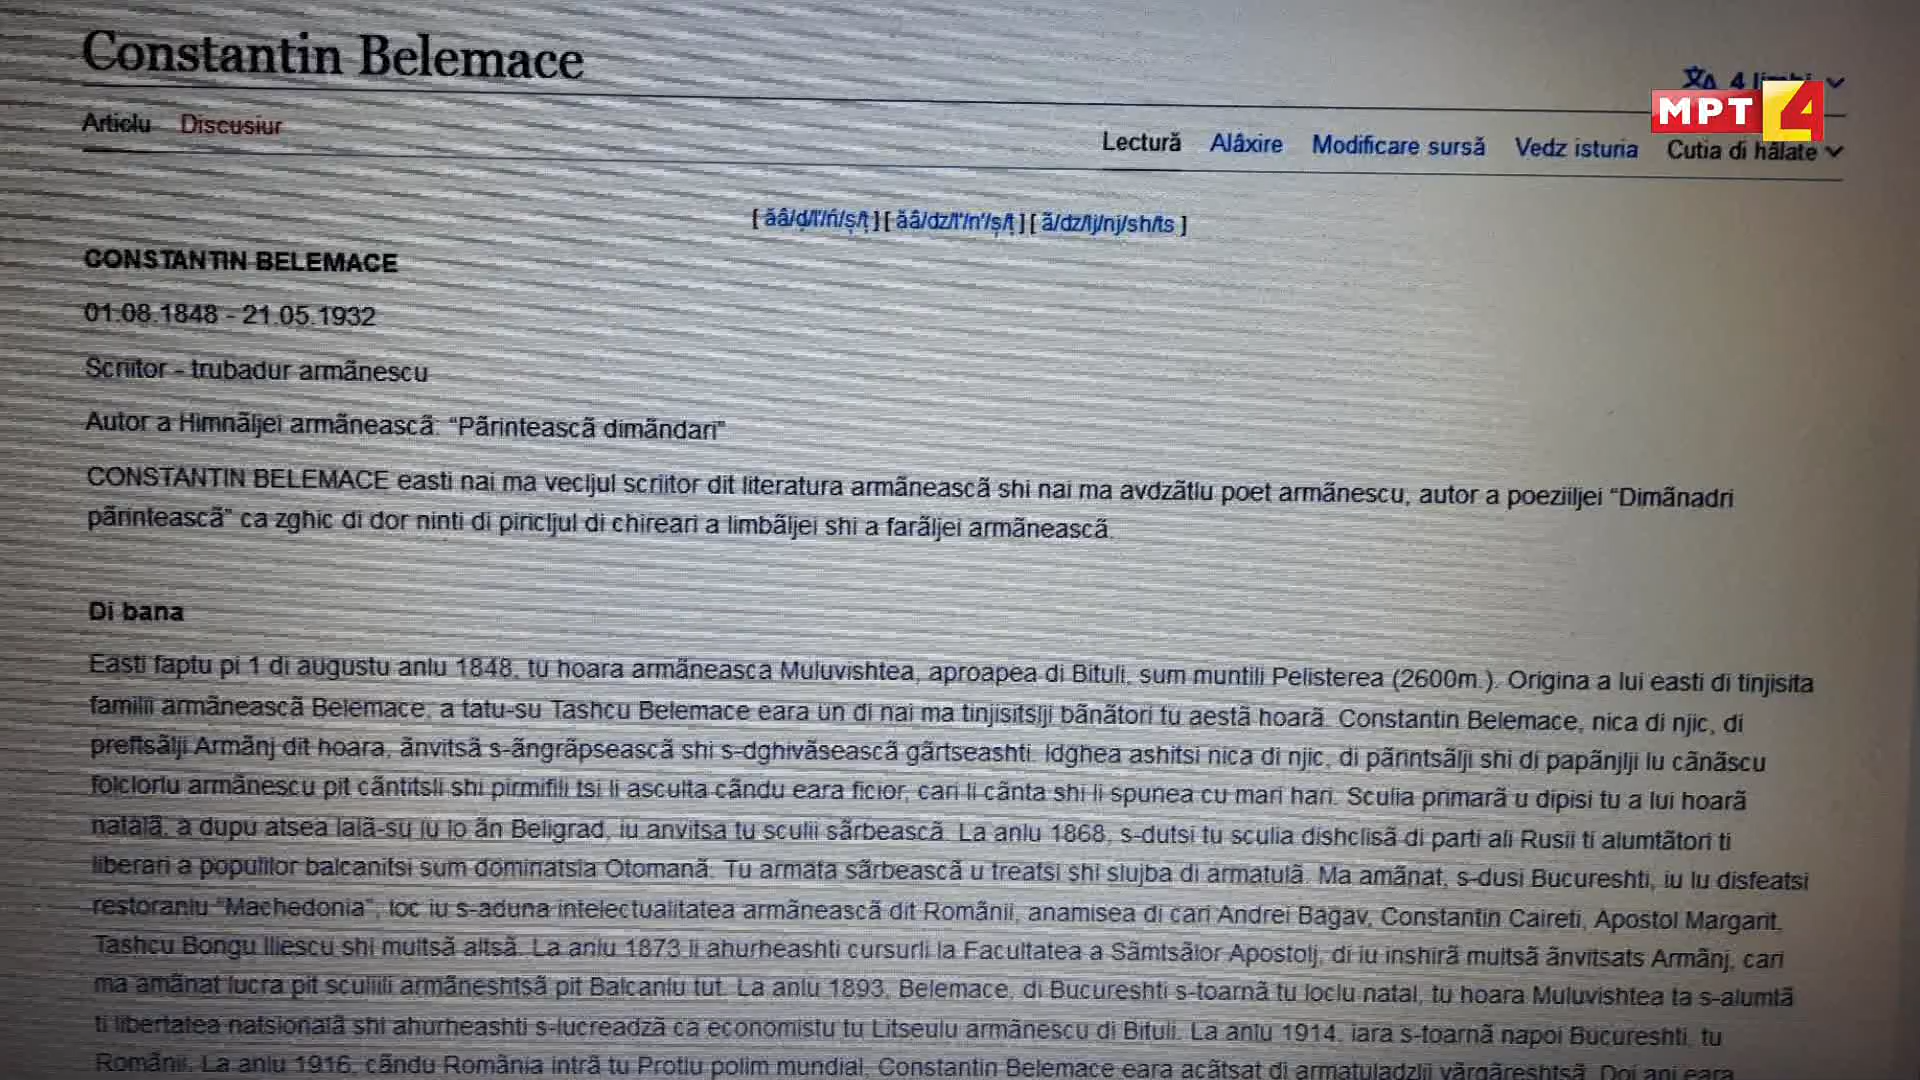 Constantin Belemace
4 limbi
МРТ 4
Articlu Discusiur
Lectură Alâxire Modificare sursă Vedz isturia Cutia di hãlate
[ ăâ/ḑ/l'/ń/ș/ț ] [ ăâ/dz/l'/n'/ș/ț ] [ ã/dz/lj/nj/sh/ts ]
CONSTANTIN BELEMACE
01.08.1848 - 21.05.1932
Scriitor - trubadur armãnescu
Autor a Himnãljei armãneascã: “Pãrinteascã dimãndari”
CONSTANTIN BELEMACE easti nai ma vecljul scriitor dit literatura armãneascã shi nai ma avdzãtlu poet armãnescu, autor a poeziiljei “Dimãnadri
pãrinteascã” ca zghic di dor ninti di piricljul di chireari a limbãljei shi a farãljei armãneascã.
Di bana
Easti faptu pi 1 di augustu anlu 1848, tu hoara armãneasca Muluvishtea, aproapea di Bituli, sum muntili Pelisterea (2600m.). Origina a lui easti di tinjisita
familii armãneascã Belemace, a tatu-su Tashcu Belemace eara un di nai ma tinjisitslji bãnãtori tu aestã hoarã. Constantin Belemace, nica di njic, di
preftsãlji Armãnj dit hoara, ãnvitsã s-ãngrãpseascã shi s-dghivãseascã gãrtseashti. Idghea ashitsi nica di njic, di pãrintsãlji shi di papãnjlji lu cãnãscu
folclorlu armãnescu pit cãntitsli shi pirmifili tsi li asculta cãndu eara ficior, cari li cãnta shi li spunea cu mari hari. Sculia primarã u dipisi tu a lui hoarã
natalã, a dupu atsea lalã-su lu lo ãn Beligrad, iu anvitsa tu sculii sãrbeascã. La anlu 1868, s-dutsi tu sculia dishclisã di parti ali Rusii ti alumtãtori ti
liberari a populilor balcanitsi sum dominatsia Otomanã. Tu armata sãrbeascã u treatsi shi slujba di armatulã. Ma amãnat, s-dusi Bucureshti, iu lu disfeatsi
restoranlu “Machedonia”, loc iu s-aduna intelectualitatea armãneascã dit Romãnii, anamisea di cari Andrei Bagav, Constantin Caireti, Apostol Margarit,
Tashcu Bongu Iliescu shi multsã altsã. La anlu 1873 li ahurheashti cursurli la Facultatea a Sãmtsãlor Apostolj, di iu inshirã multsã ãnvitsats Armãnj, cari
ma amãnat lucra pit sculiili armãneshtsã pit Balcanlu tut. La anlu 1893, Belemace, di Bucureshti s-toarnã tu loclu natal, tu hoara Muluvishtea ta s-alumtã
ti libertatea natsionalã shi ahurheashti s-lucreadzã ca economistu tu Litseulu armãnescu di Bituli. La anlu 1914, iara s-toarnã napoi Bucureshti, tu
Romãnii. La anlu 1916, cãndu Romãnia intrã tu Protlu polim mundial, Constantin Belemace eara acãtsat di armatuladzlji vãrgãreshtsã. Doi ani eara